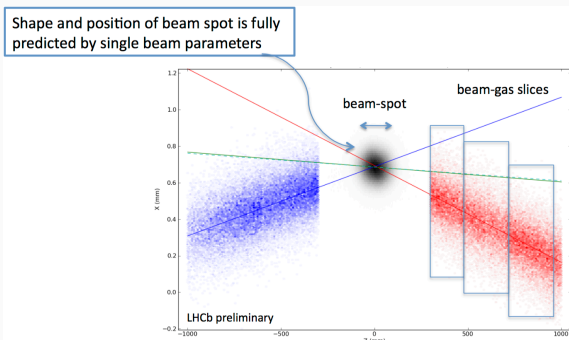 Shape and position of beam spot is fully
predicted by single beam parameters
beam-gas slices
beam-spot
1.2
1.0
0.8
0.6
0.4
0.2
0.0
−0.2
X (mm)
LHCb preliminary
−1000
−500
0
500
1000